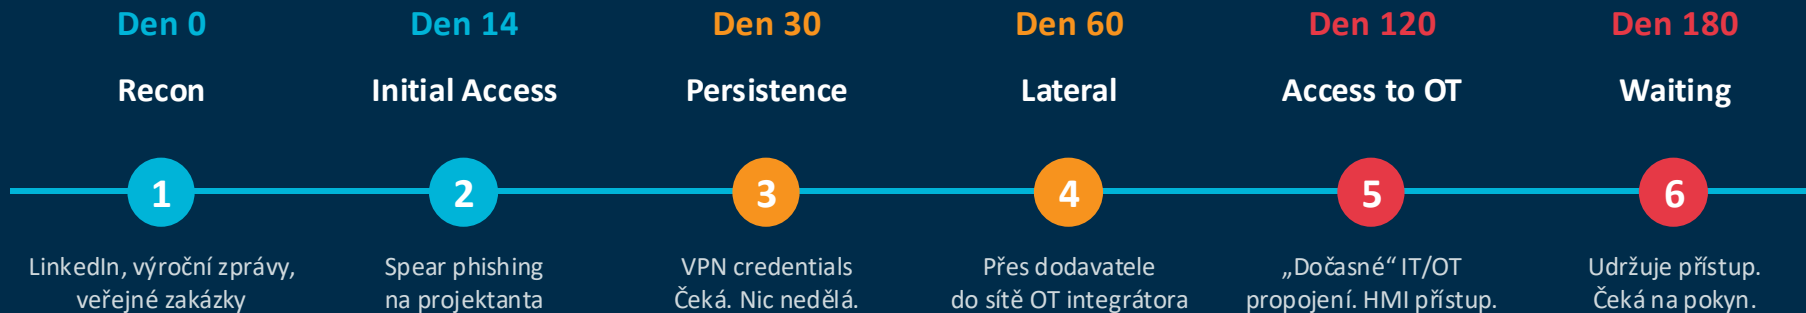 Den 0
Recon
1
LinkedIn, výroční zprávy,
veřejné zakázky
Den 14
Initial Access
2
Spear phishing
na projektanta
Den 30
Persistence
3
VPN credentials
Čeká. Nic nedělá.
Den 60
Lateral
4
Přes dodavatele
do sítě OT integrátora
Den 120
Access to OT
5
„Dočasné“ IT/OT
propojení. HMI přístup.
Den 180
Waiting
6
Udržuje přístup.
Čeká na pokyn.